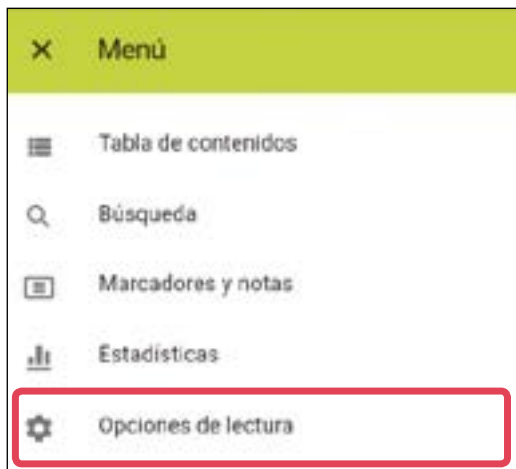 Menú
Tabla de contenidos
Búsqueda
Marcadores y notas
Estadísticas
Opciones de lectura